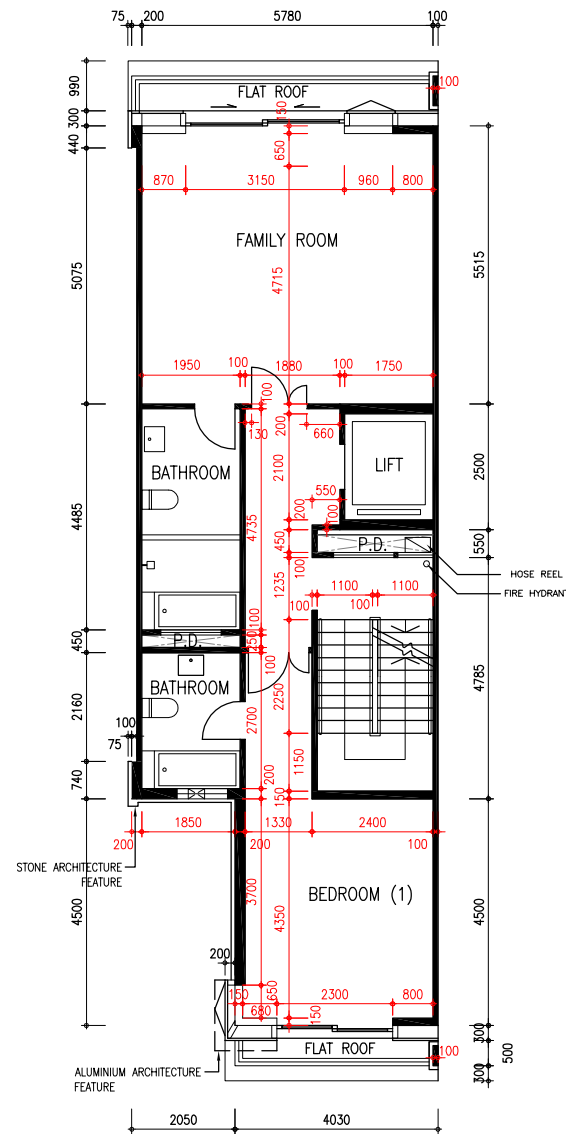 75 200 5780 100
990
FLAT ROOF
100
300
150
440
650
870 3150 960 800
FAMILY ROOM
5075
4715
5515
1950 100 1880 100 1750
100
200
130
660
2100
BATHROOM
LIFT
2500
4485
4735
550
200
100
450
P.D.
550
1235
100
HOSE REEL
FIRE HYDRANT
1100 1100
100
100
450
P.D.
100
250
100
BATHROOM
2160
2250
2700
4785
100
75
740
1150
200
150
1850 1330 2400
200 200 100
STONE ARCHITECTURE
FEATURE
3700
BEDROOM (1)
4500
4350
4500
200
150 650 2300 800
680
150
300
FLAT ROOF
100
500
300
ALUMINIUM ARCHITECTURE
FEATURE
2050 4030